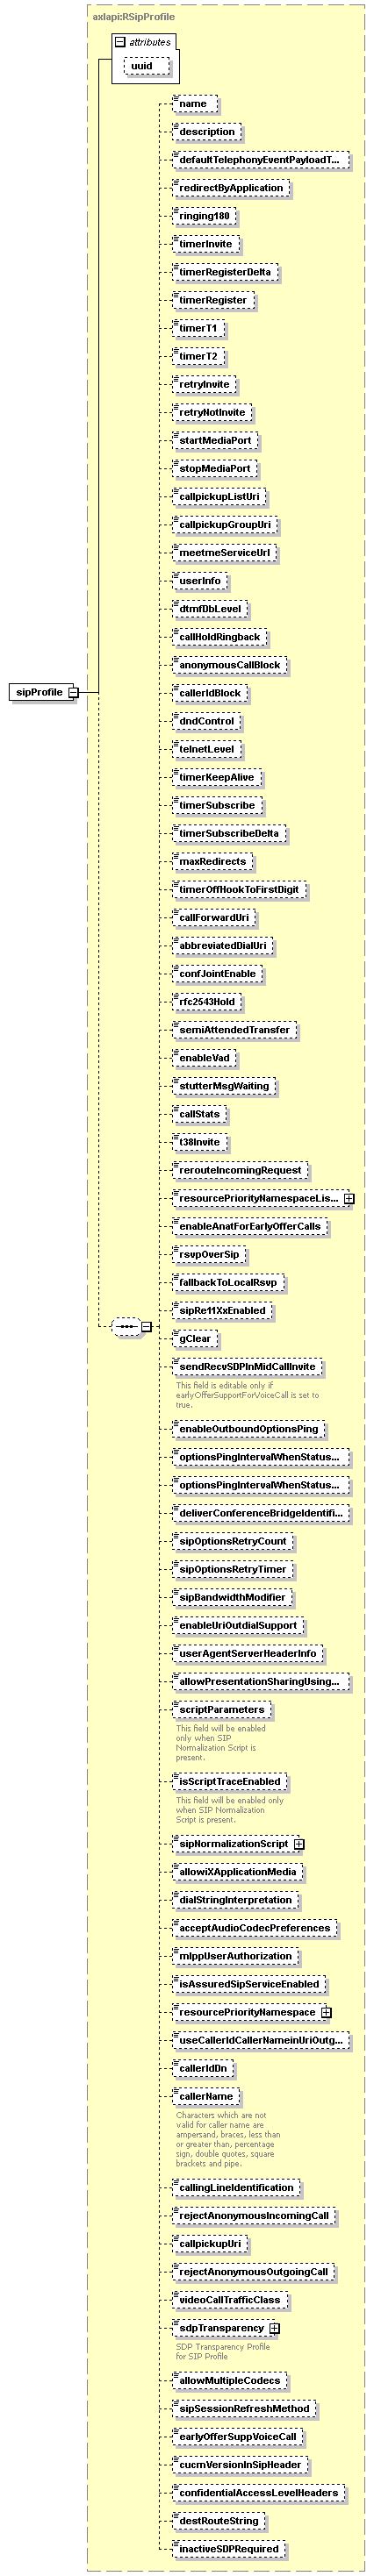 axlapi:RSipProfile
attributes
uuid
name
description
defaultTelephonyEventPayloadT...
redirectByApplication
ringing180
timerInvite
timerRegisterDelta
timerRegister
timerT1
timerT2
retryInvite
retryNotInvite
startMediaPort
stopMediaPort
callpickupListUri
callpickupGroupUri
meetmeServiceUrl
userInfo
dtmfDbLevel
callHoldRingback
anonymousCallBlock
callerIdBlock
sipProfile
dndControl
telnetLevel
timerKeepAlive
timerSubscribe
timerSubscribeDelta
maxRedirects
timerOffHookToFirstDigit
callForwardUri
abbreviatedDialUri
confJointEnable
rfc2543Hold
semiAttendedTransfer
enableVad
stutterMsgWaiting
callStats
t38Invite
rerouteIncomingRequest
resourcePriorityNamespaceLis...
enableAnatForEarlyOfferCalls
rsvpOverSip
fallbackToLocalRsvp
sipRe11XxEnabled
gClear
sendRecvSDPInMidCallInvite
This field is editable only if
earlyOfferSupportForVoiceCall is set to
true.
enableOutboundOptionsPing
optionsPingIntervalWhenStatus...
optionsPingIntervalWhenStatus...
deliverConferenceBridgeIdentifi...
sipOptionsRetryCount
sipOptionsRetryTimer
sipBandwidthModifier
enableUriOutdialSupport
userAgentServerHeaderInfo
allowPresentationSharingUsing...
scriptParameters
This field will be enabled
only when SIP
Normalization Script is
present.
isScriptTraceEnabled
This field will be enabled only
when SIP Normalization
Script is present.
sipNormalizationScript
allowiXApplicationMedia
dialStringInterpretation
acceptAudioCodecPreferences
mlppUserAuthorization
isAssuredSipServiceEnabled
resourcePriorityNamespace
useCallerIdCallerNameinUriOutg...
callerIdDn
callerName
Characters which are not
valid for caller name are
ampersand, braces, less than
or greater than, percentage
sign, double quotes, square
brackets and pipe.
callingLineIdentification
rejectAnonymousIncomingCall
callpickupUri
rejectAnonymousOutgoingCall
videoCallTrafficClass
sdpTransparency
SDP Transparency Profile
for SIP Profile
allowMultipleCodecs
sipSessionRefreshMethod
earlyOfferSuppVoiceCall
cucmVersionInSipHeader
confidentialAccessLevelHeaders
destRouteString
inactiveSDPRequired